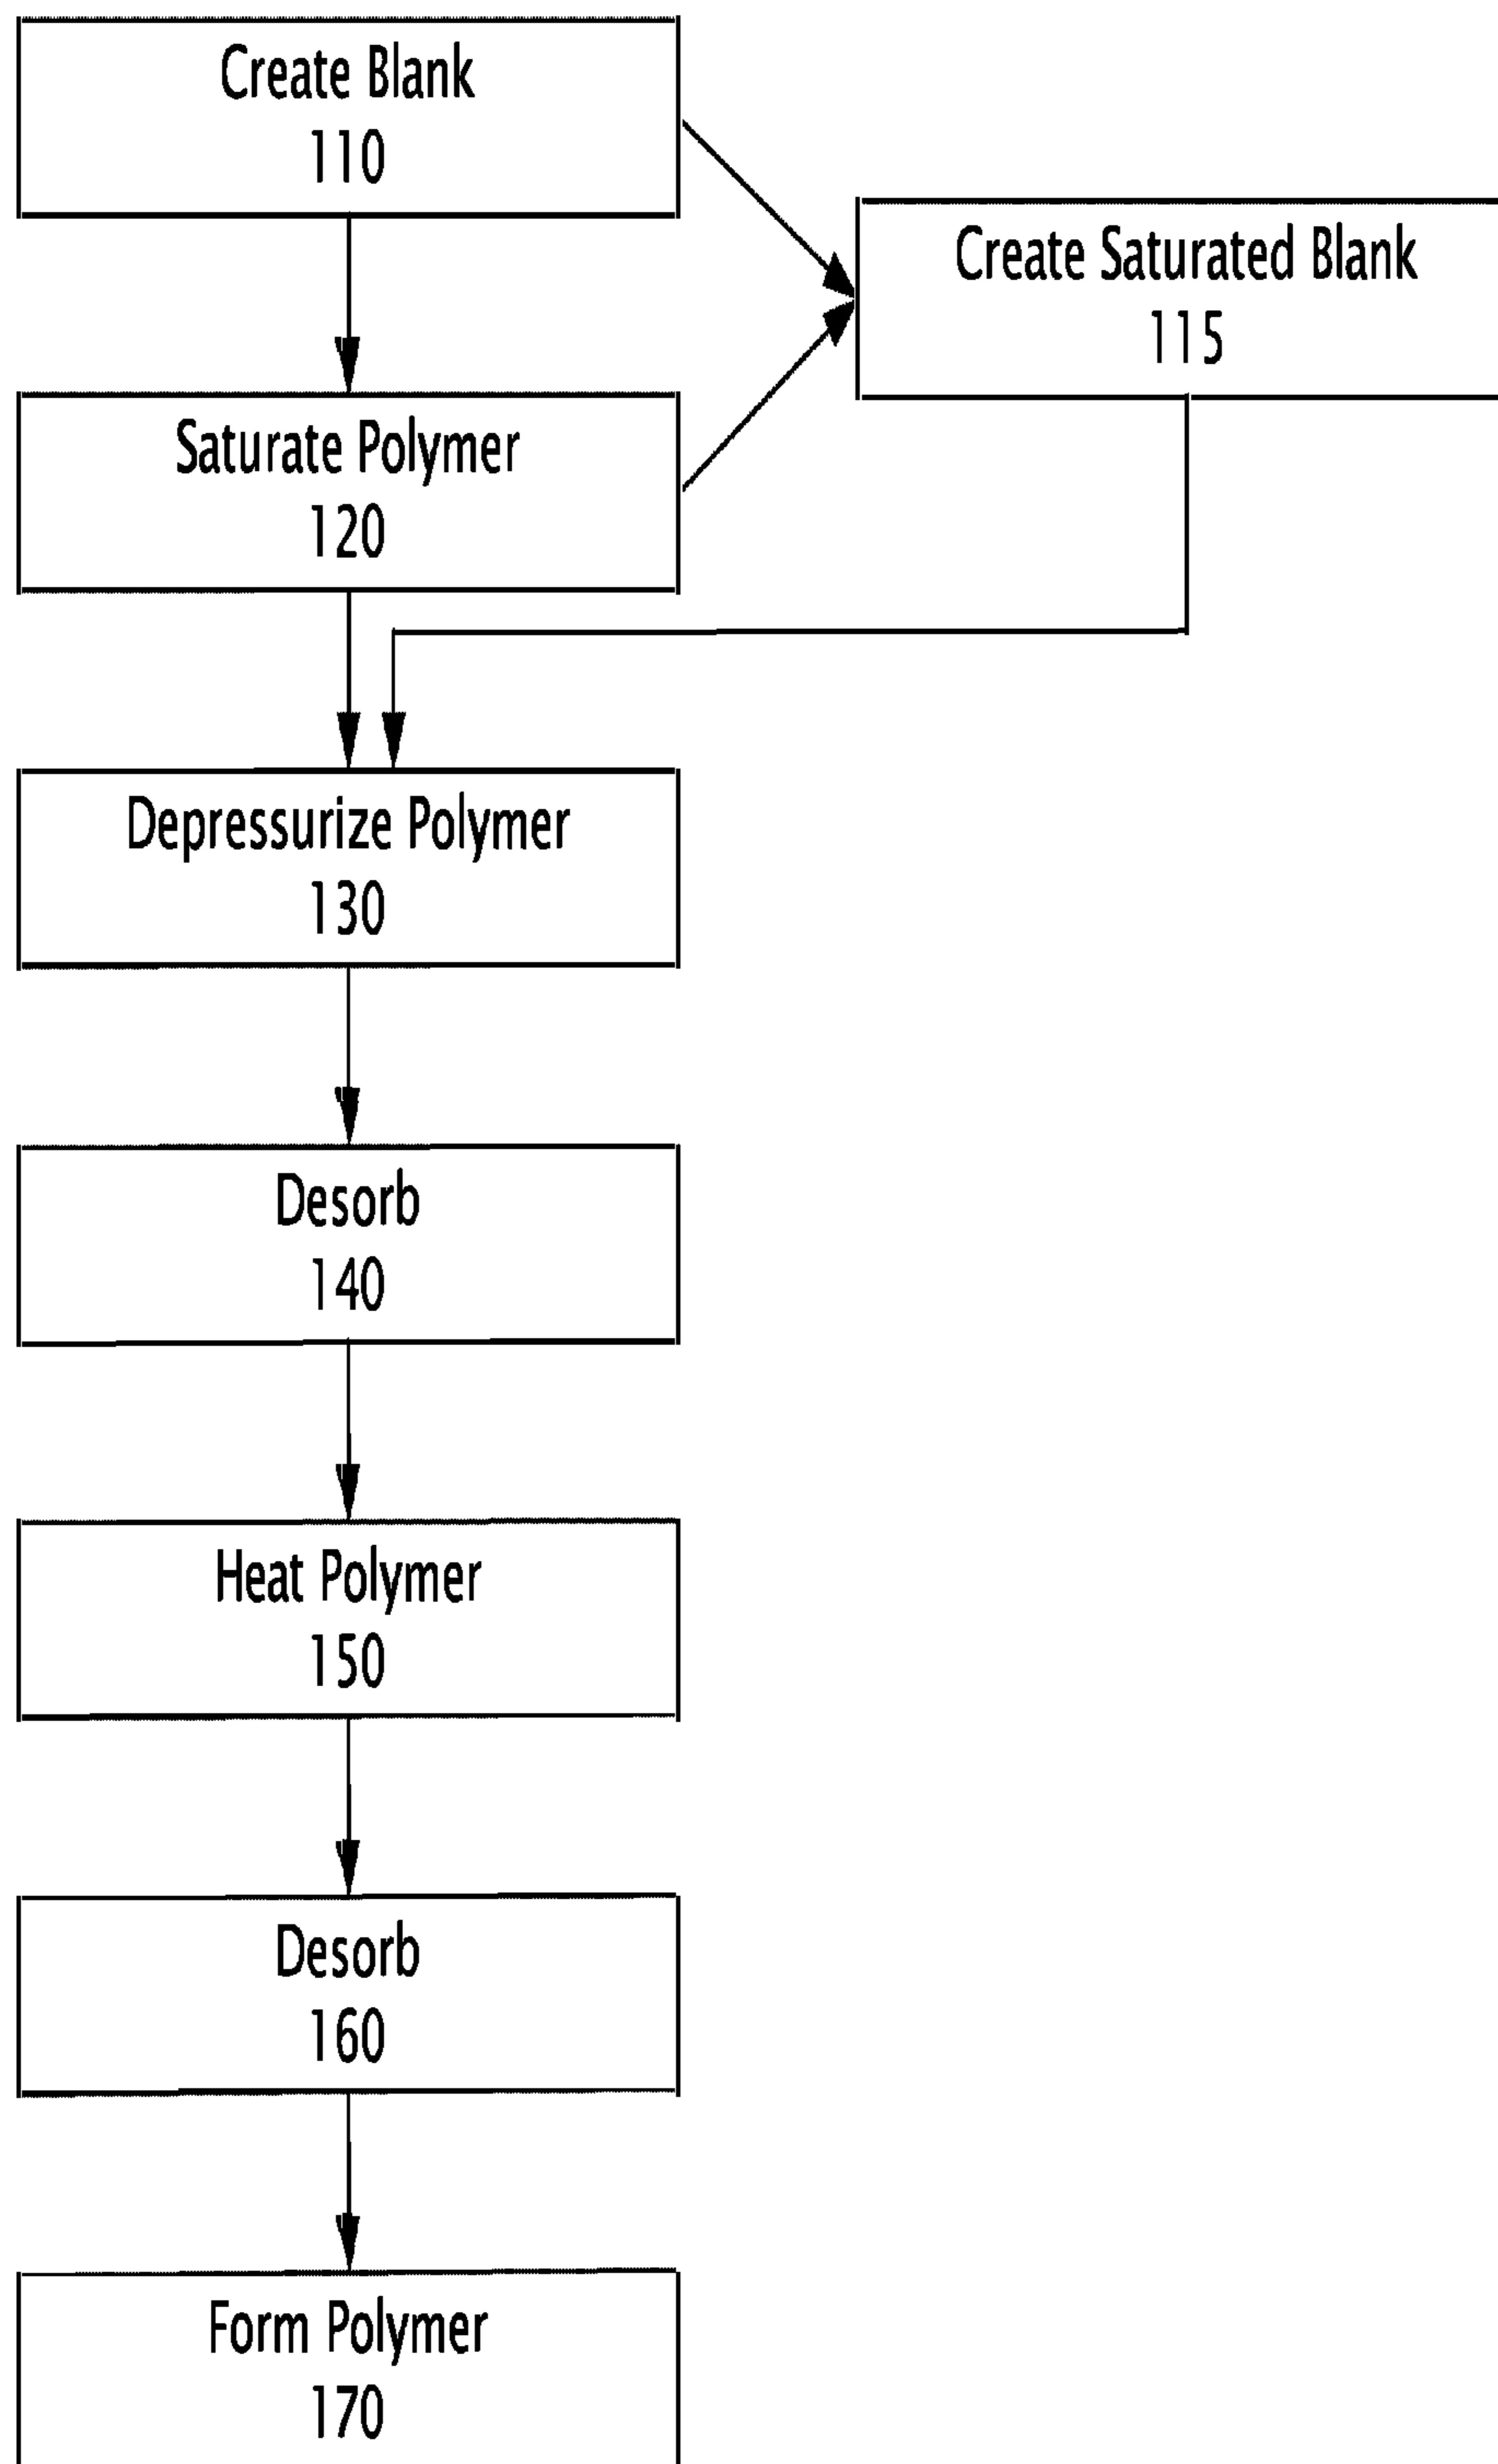 Create Blank
110
Create Saturated Blank
115
Saturate Polymer
120
Depressurize Polymer
130
Desorb
140
Heat Polymer
150
Desorb
160
Form Polymer
170